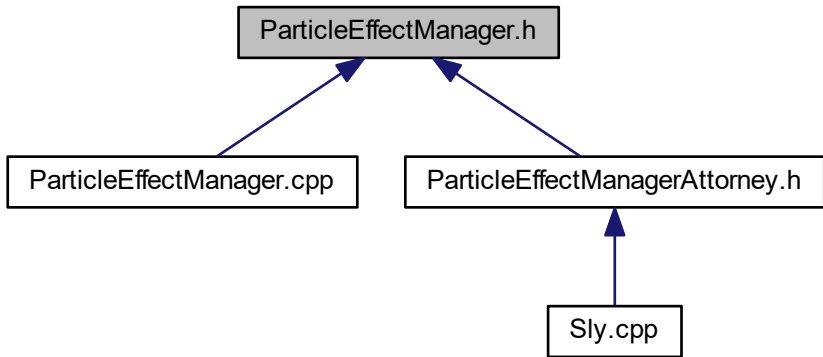 ParticleEffectManager.h
ParticleEffectManager.cpp
ParticleEffectManagerAttorney.h
Sly.cpp